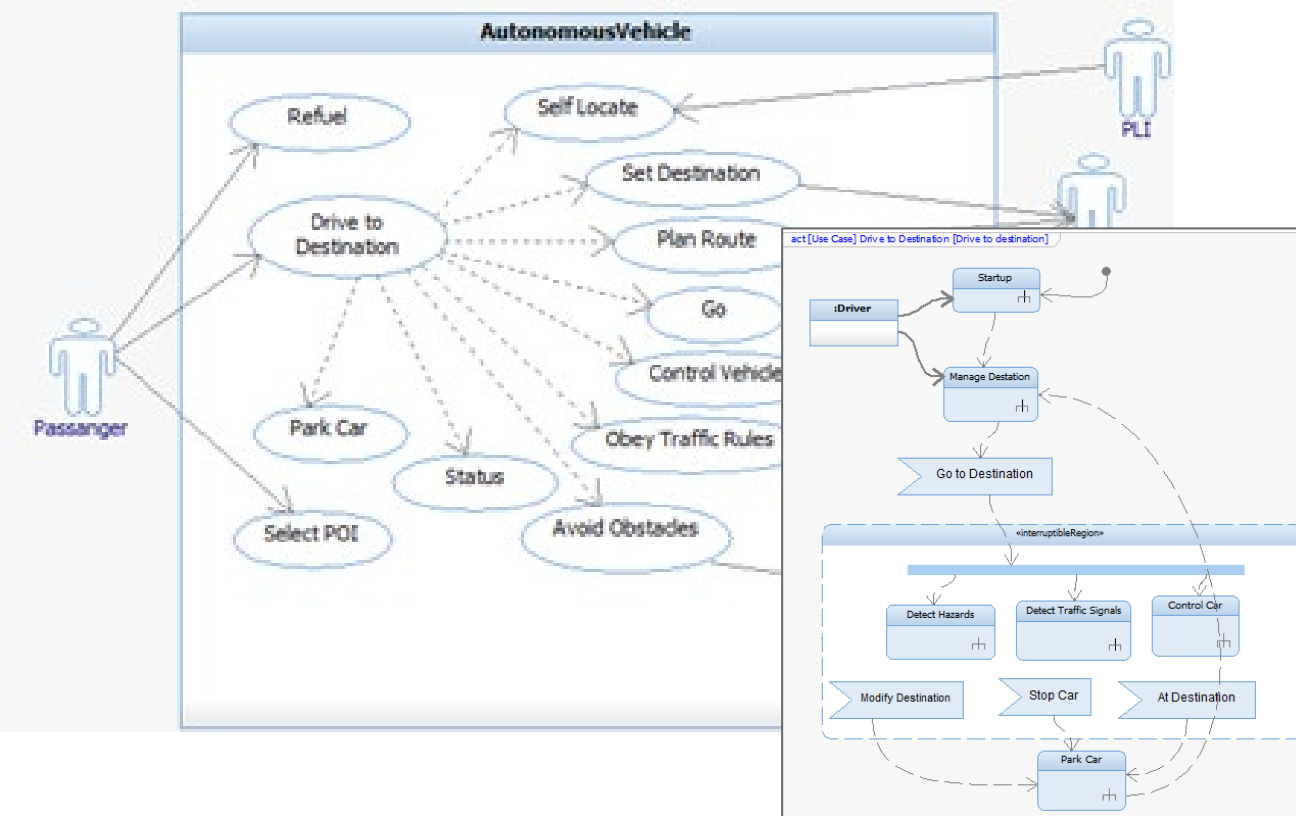 AutonomousVehicle
Refuel
Self Locate
PLI
Set Destination
Drive to
Destination
Plan Route
Go
Control Vehicle
Passanger
Park Car
Obey Traffic Rules
Status
Select POI
Avoid Obstacles
act [Use Case] Drive to Destination [Drive to destination]
Startup
:Driver
Manage Destation
Go to Destination
«interruptibleRegion»
Detect Hazards
Detect Traffic Signals
Control Car
Modify Destination
Stop Car
At Destination
Park Car